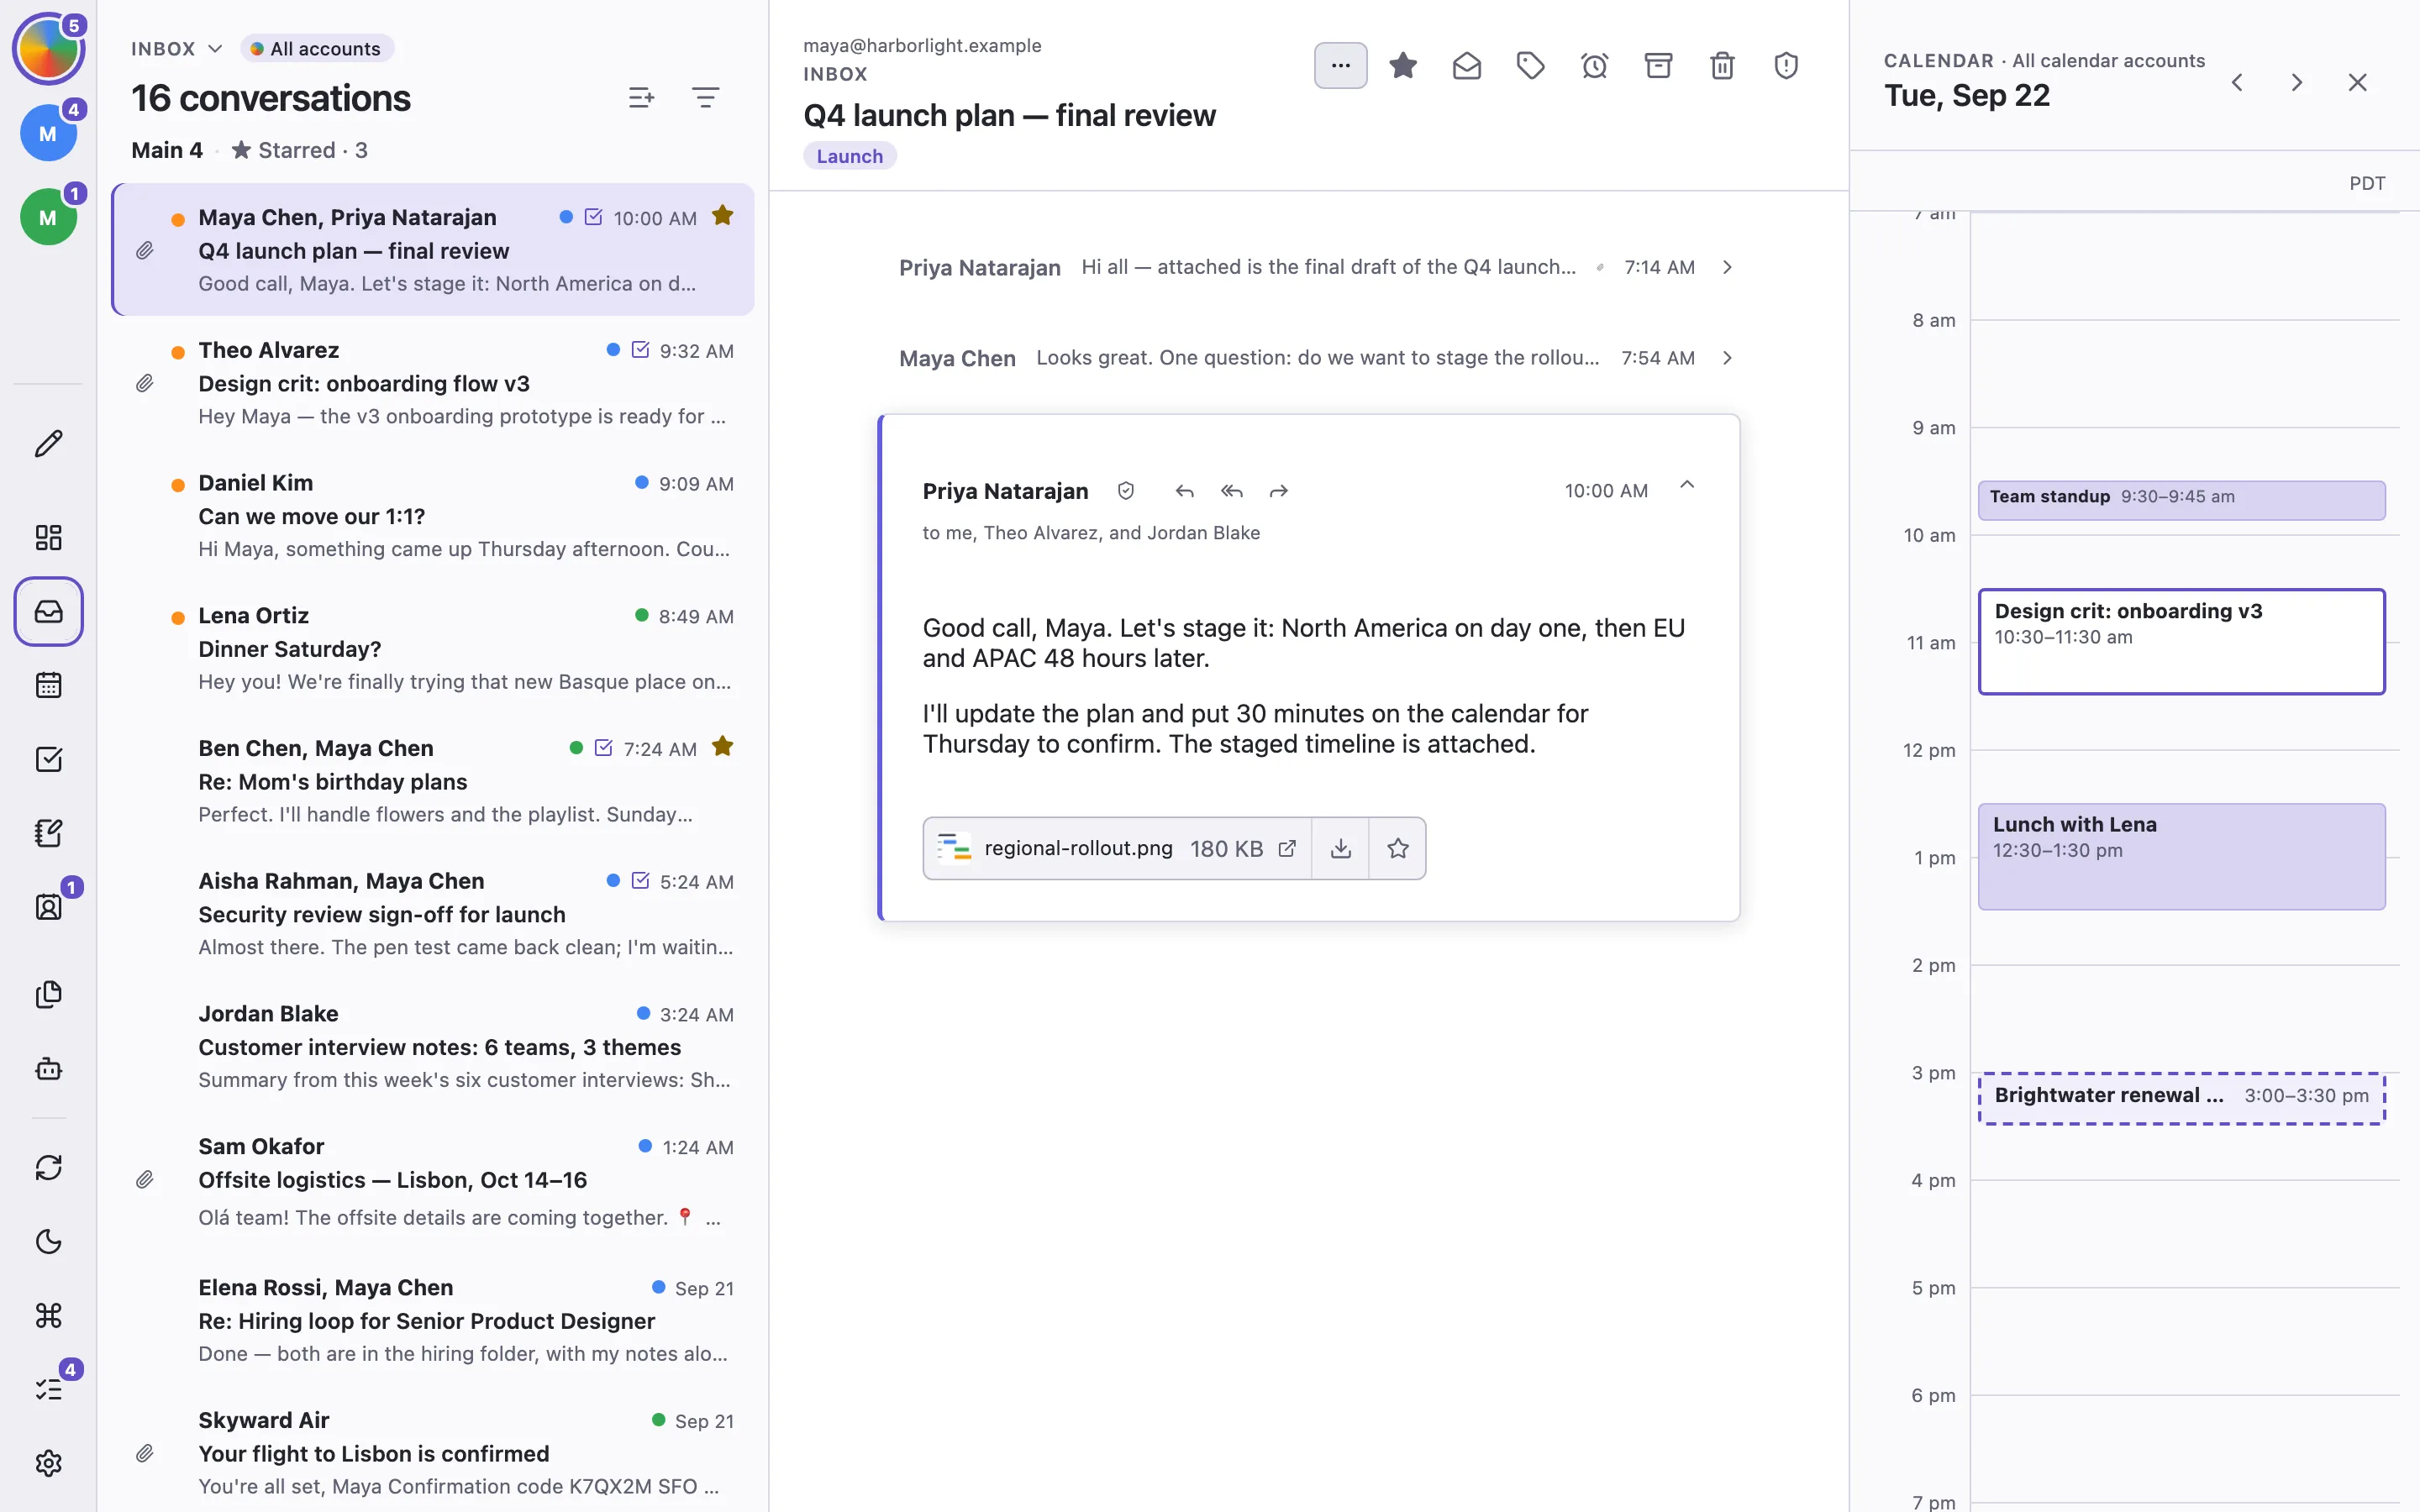 5
M
4
M
1
1
4
INBOX
All accounts
16 conversations
Main 4 · Starred · 3
Maya Chen, Priya Natarajan 10:00 AM
Q4 launch plan — final review
Good call, Maya. Let's stage it: North America on d...
Theo Alvarez 9:32 AM
Design crit: onboarding flow v3
Hey Maya — the v3 onboarding prototype is ready for ...
Daniel Kim 9:09 AM
Can we move our 1:1?
Hi Maya, something came up Thursday afternoon. Cou...
Lena Ortiz 8:49 AM
Dinner Saturday?
Hey you! We're finally trying that new Basque place on...
Ben Chen, Maya Chen 7:24 AM
Re: Mom's birthday plans
Perfect. I'll handle flowers and the playlist. Sunday...
Aisha Rahman, Maya Chen 5:24 AM
Security review sign-off for launch
Almost there. The pen test came back clean; I'm waitin...
Jordan Blake 3:24 AM
Customer interview notes: 6 teams, 3 themes
Summary from this week's six customer interviews: Sh...
Sam Okafor 1:24 AM
Offsite logistics — Lisbon, Oct 14–16
Olá team! The offsite details are coming together. 📍 ...
Elena Rossi, Maya Chen Sep 21
Re: Hiring loop for Senior Product Designer
Done — both are in the hiring folder, with my notes alo...
Skyward Air Sep 21
Your flight to Lisbon is confirmed
You're all set, Maya Confirmation code K7QX2M SFO ...
maya@harborlight.example
INBOX
Q4 launch plan — final review
Launch
Priya Natarajan Hi all — attached is the final draft of the Q4 launch... 7:14 AM
Maya Chen Looks great. One question: do we want to stage the rollou... 7:54 AM
Priya Natarajan 10:00 AM
to me, Theo Alvarez, and Jordan Blake
Good call, Maya. Let's stage it: North America on day one, then EU
and APAC 48 hours later.
I'll update the plan and put 30 minutes on the calendar for
Thursday to confirm. The staged timeline is attached.
regional-rollout.png 180 KB
CALENDAR · All calendar accounts
Tue, Sep 22
PDT
7 am
8 am
9 am
Team standup 9:30–9:45 am
10 am
Design crit: onboarding v3
10:30–11:30 am
11 am
12 pm
Lunch with Lena
12:30–1:30 pm
1 pm
2 pm
3 pm
Brightwater renewal ... 3:00–3:30 pm
4 pm
5 pm
6 pm
7 pm